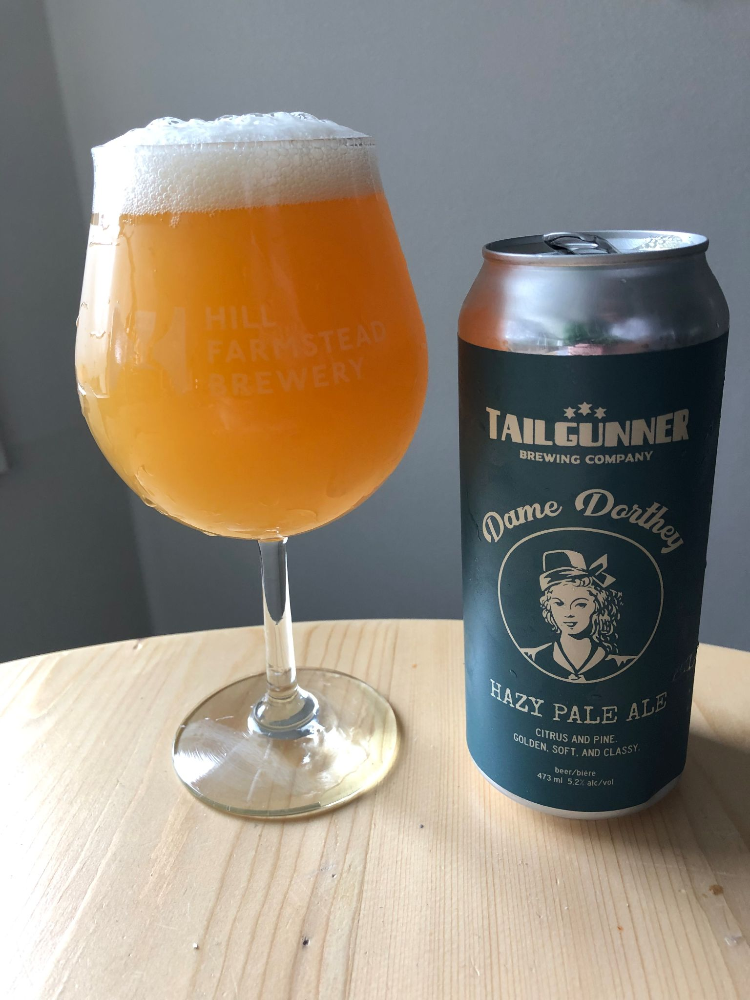 HILL
FARMSTEAD
BREWERY
TAILGUNNER
BREWING COMPANY
Dame Dorthey
HAZY PALE ALE
CITRUS AND PINE.
GOLDEN, SOFT, AND CLASSY.
beer/bière
473 ml 5.2% alc/vol